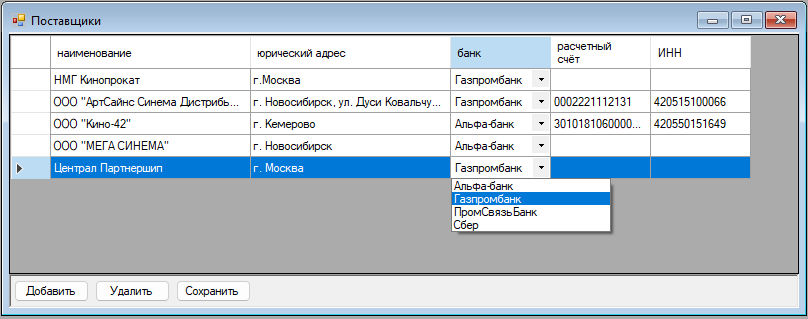 Поставщики
наименование юрический адрес банк расчетный счёт ИНН
НМГ Кинопрокат г.Москва Газпромбанк
ООО "АртСайнс Синема Дистрибь... г. Новосибирск, ул. Дуси Ковальчу... Газпромбанк 0002221112131 420515100066
ООО "Кино-42" г. Кемерово Альфа-банк 3010181060000... 420550151649
ООО "МЕГА СИНЕМА" г. Новосибирск Альфа-банк
Централ Партнершип г. Москва Газпромбанк
Альфа-банк
Газпромбанк
ПромСвязьБанк
Сбер
Добавить Удалить Сохранить